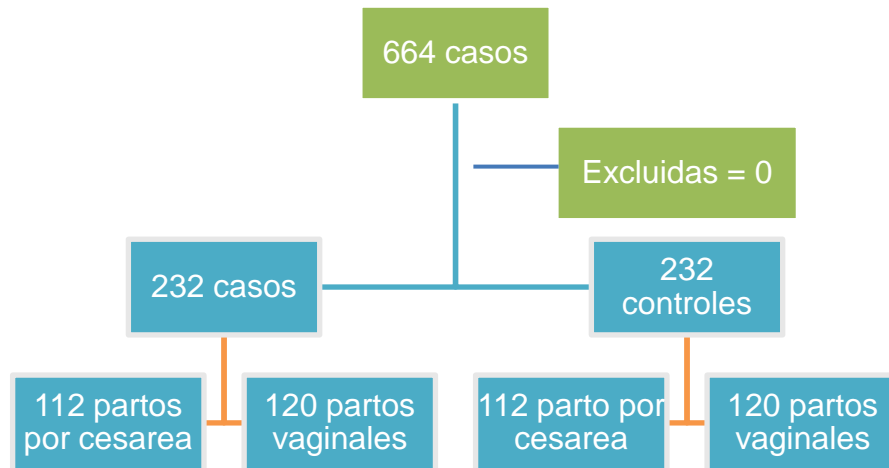 664 casos
Excluidas = 0
232 casos
232
controles
112 partos
por cesarea
120 partos
vaginales
112 parto por
cesarea
120 partos
vaginales